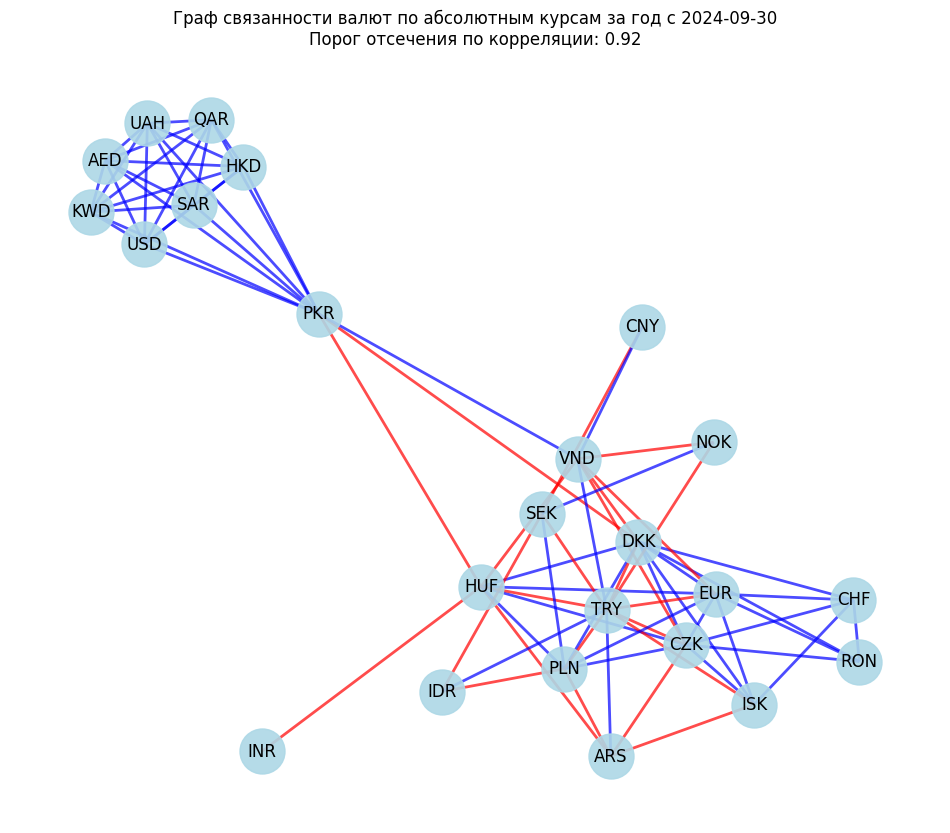 Граф связанности валют по абсолютным курсам за год с 2024-09-30
Порог отсечения по корреляции: 0.92
UAH
QAR
AED
HKD
KWD
SAR
USD
PKR
CNY
NOK
VND
SEK
DKK
HUF
EUR
CHF
TRY
CZK
RON
PLN
IDR
ISK
INR
ARS